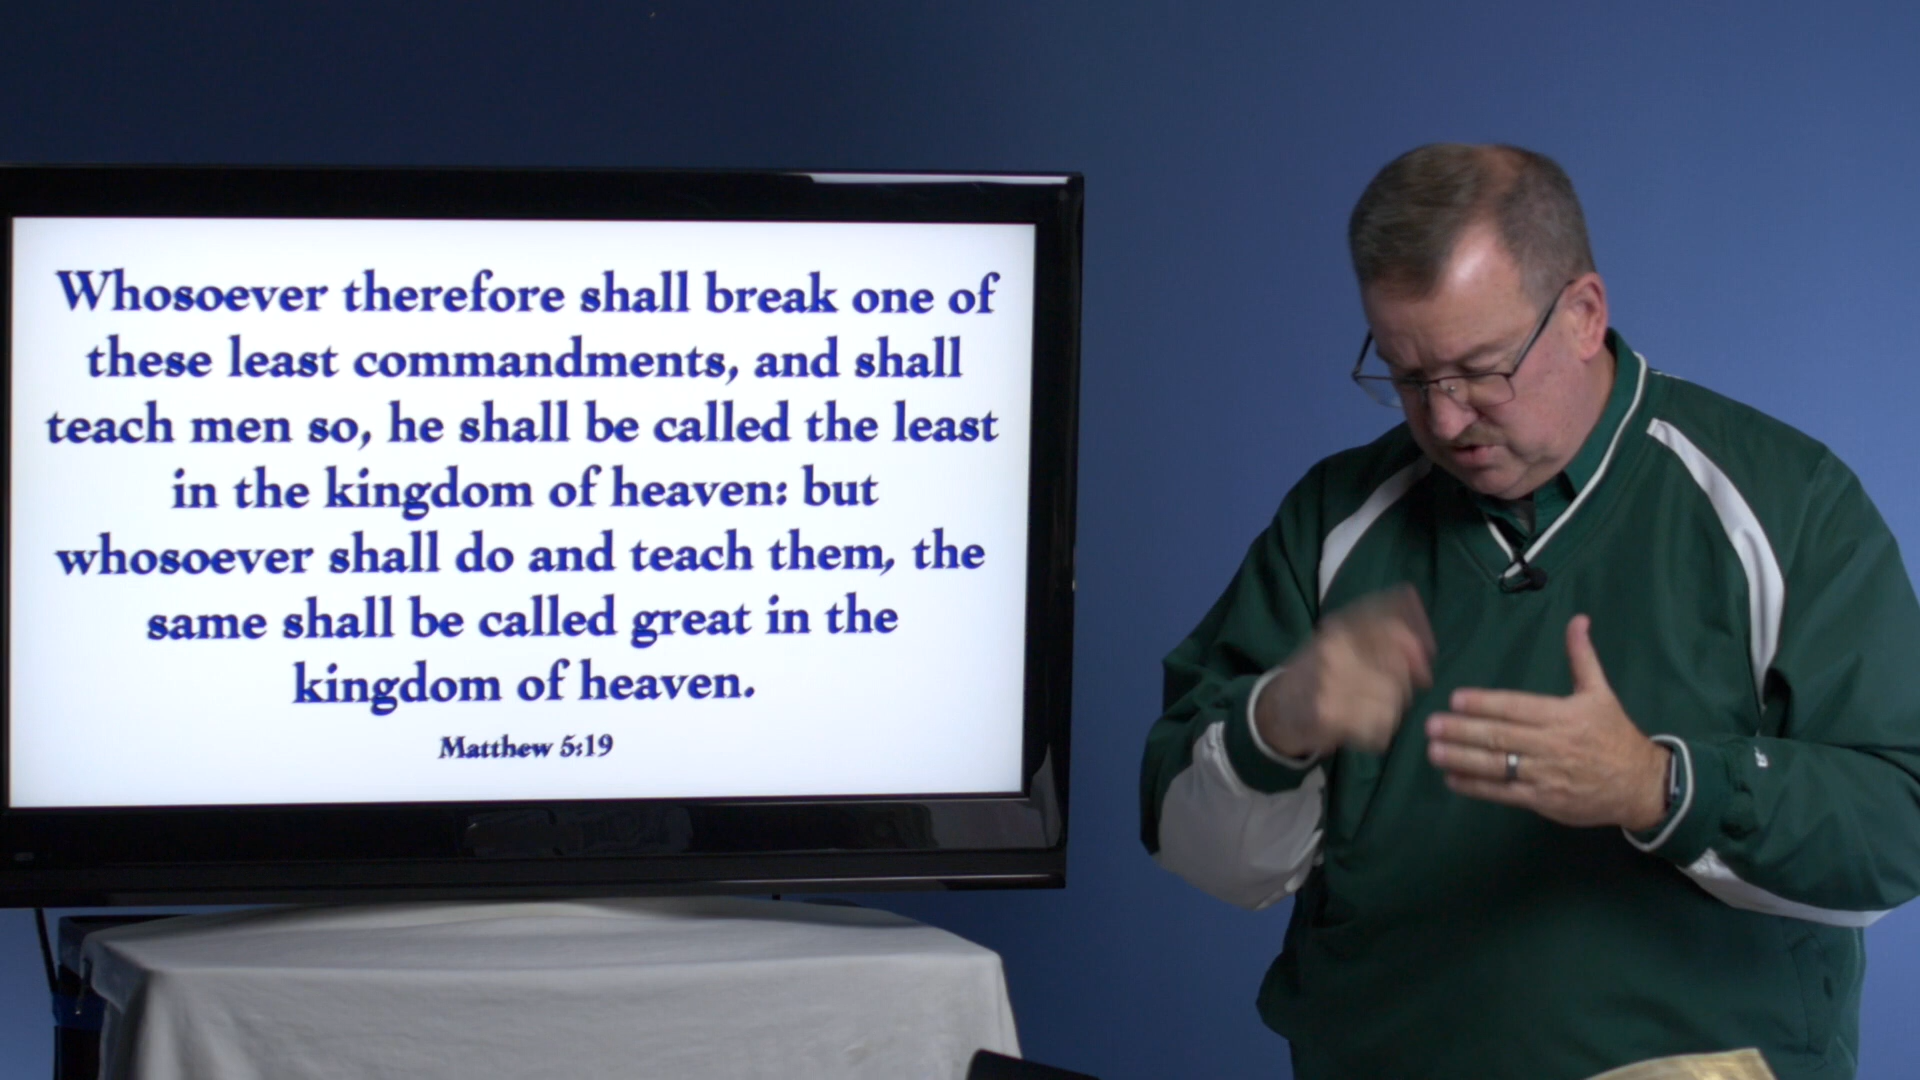 Whosoever therefore shall break one of
these least commandments, and shall
teach men so, he shall be called the least
in the kingdom of heaven: but
whosoever shall do and teach them, the
same shall be called great in the
kingdom of heaven.
Matthew 5:19